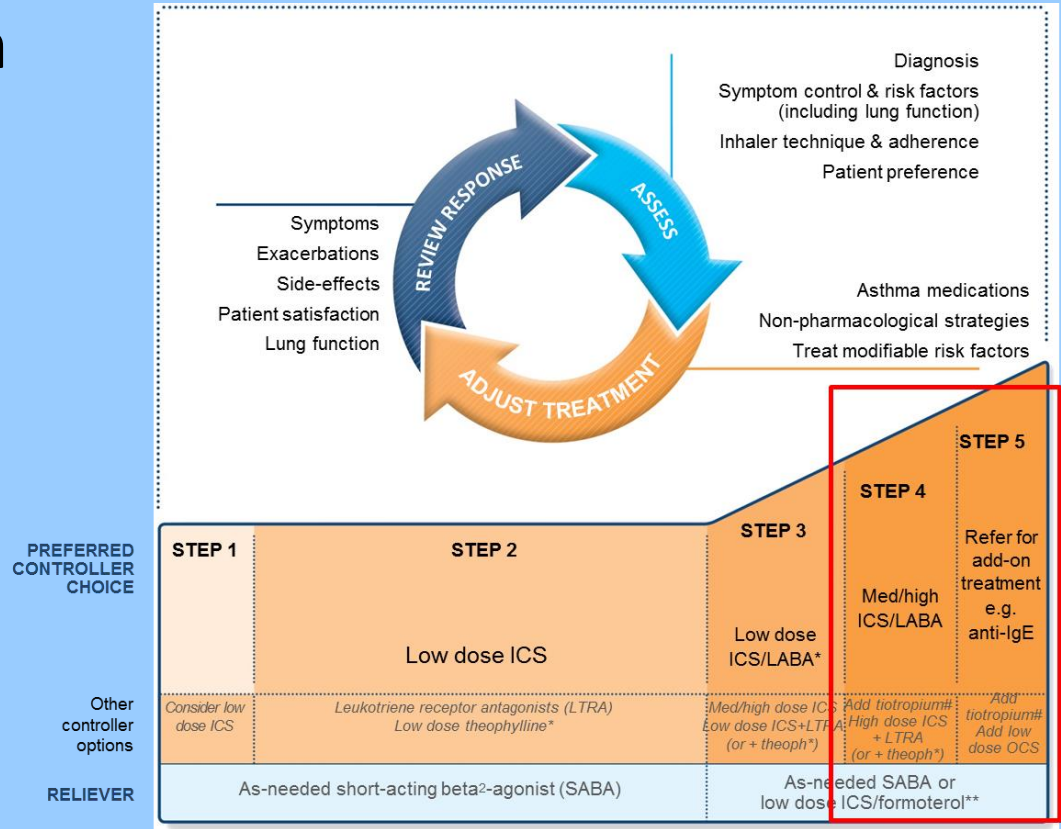 n
Diagnosis
Symptom control & risk factors
(including lung function)
Inhaler technique & adherence
Patient preference
REVIEW RESPONSE
ASSESS
ADJUST TREATMENT
Symptoms
Exacerbations
Side-effects
Patient satisfaction
Lung function
Asthma medications
Non-pharmacological strategies
Treat modifiable risk factors
PREFERRED
CONTROLLER
CHOICE
STEP 1
STEP 2
Low dose ICS
STEP 3
Low dose
ICS/LABA*
STEP 4
Med/high
ICS/LABA
STEP 5
Refer for
add-on
treatment
e.g.
anti-IgE
Other
controller
options
Consider low
dose ICS
Leukotriene receptor antagonists (LTRA)
Low dose theophylline*
Med/high dose ICS
Low dose ICS+LTRA
(or + theoph*)
Add tiotropium#
High dose ICS
+ LTRA
(or + theoph*)
Add
tiotropium#
Add low
dose OCS
RELIEVER
As-needed short-acting beta2-agonist (SABA)
As-needed SABA or
low dose ICS/formoterol**